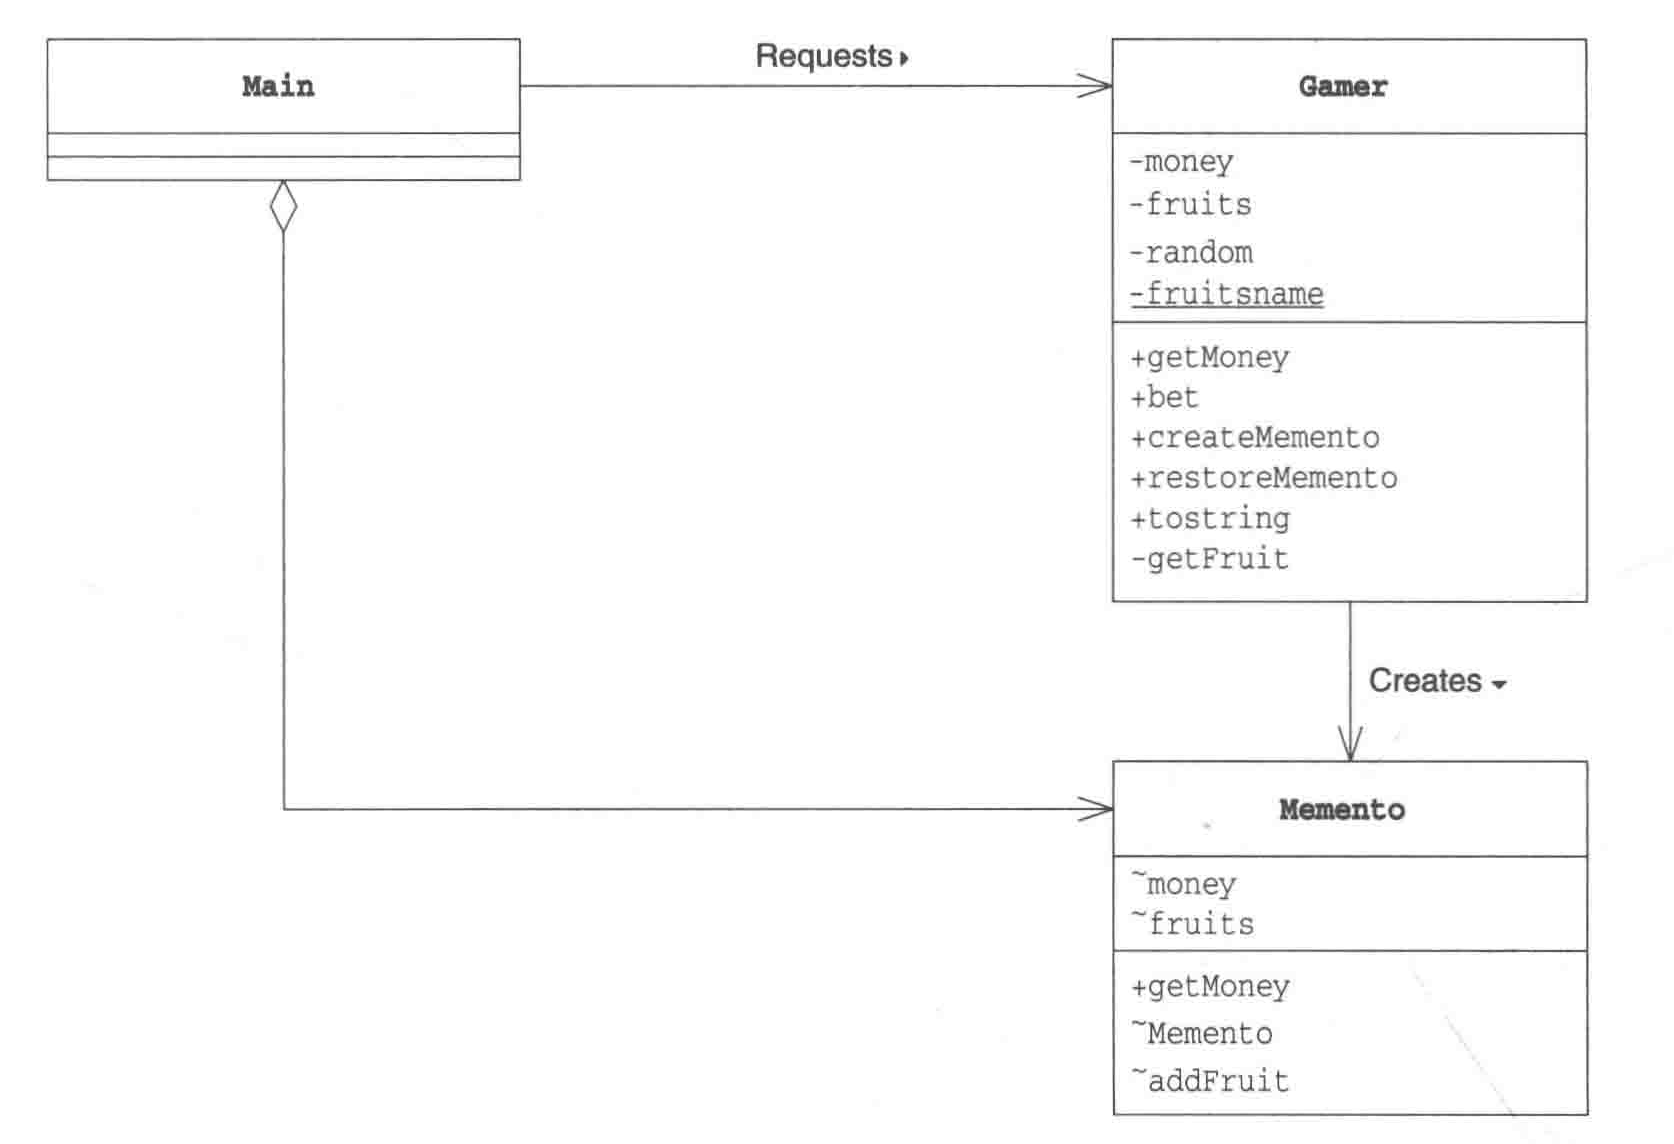 Main
Requests ▸
Gamer
-money
-fruits
-random
-fruitsname
+getMoney
+bet
+createMemento
+restoreMemento
+tostring
-getFruit
Creates ▾
Memento
~money
~fruits
+getMoney
~Memento
~addFruit